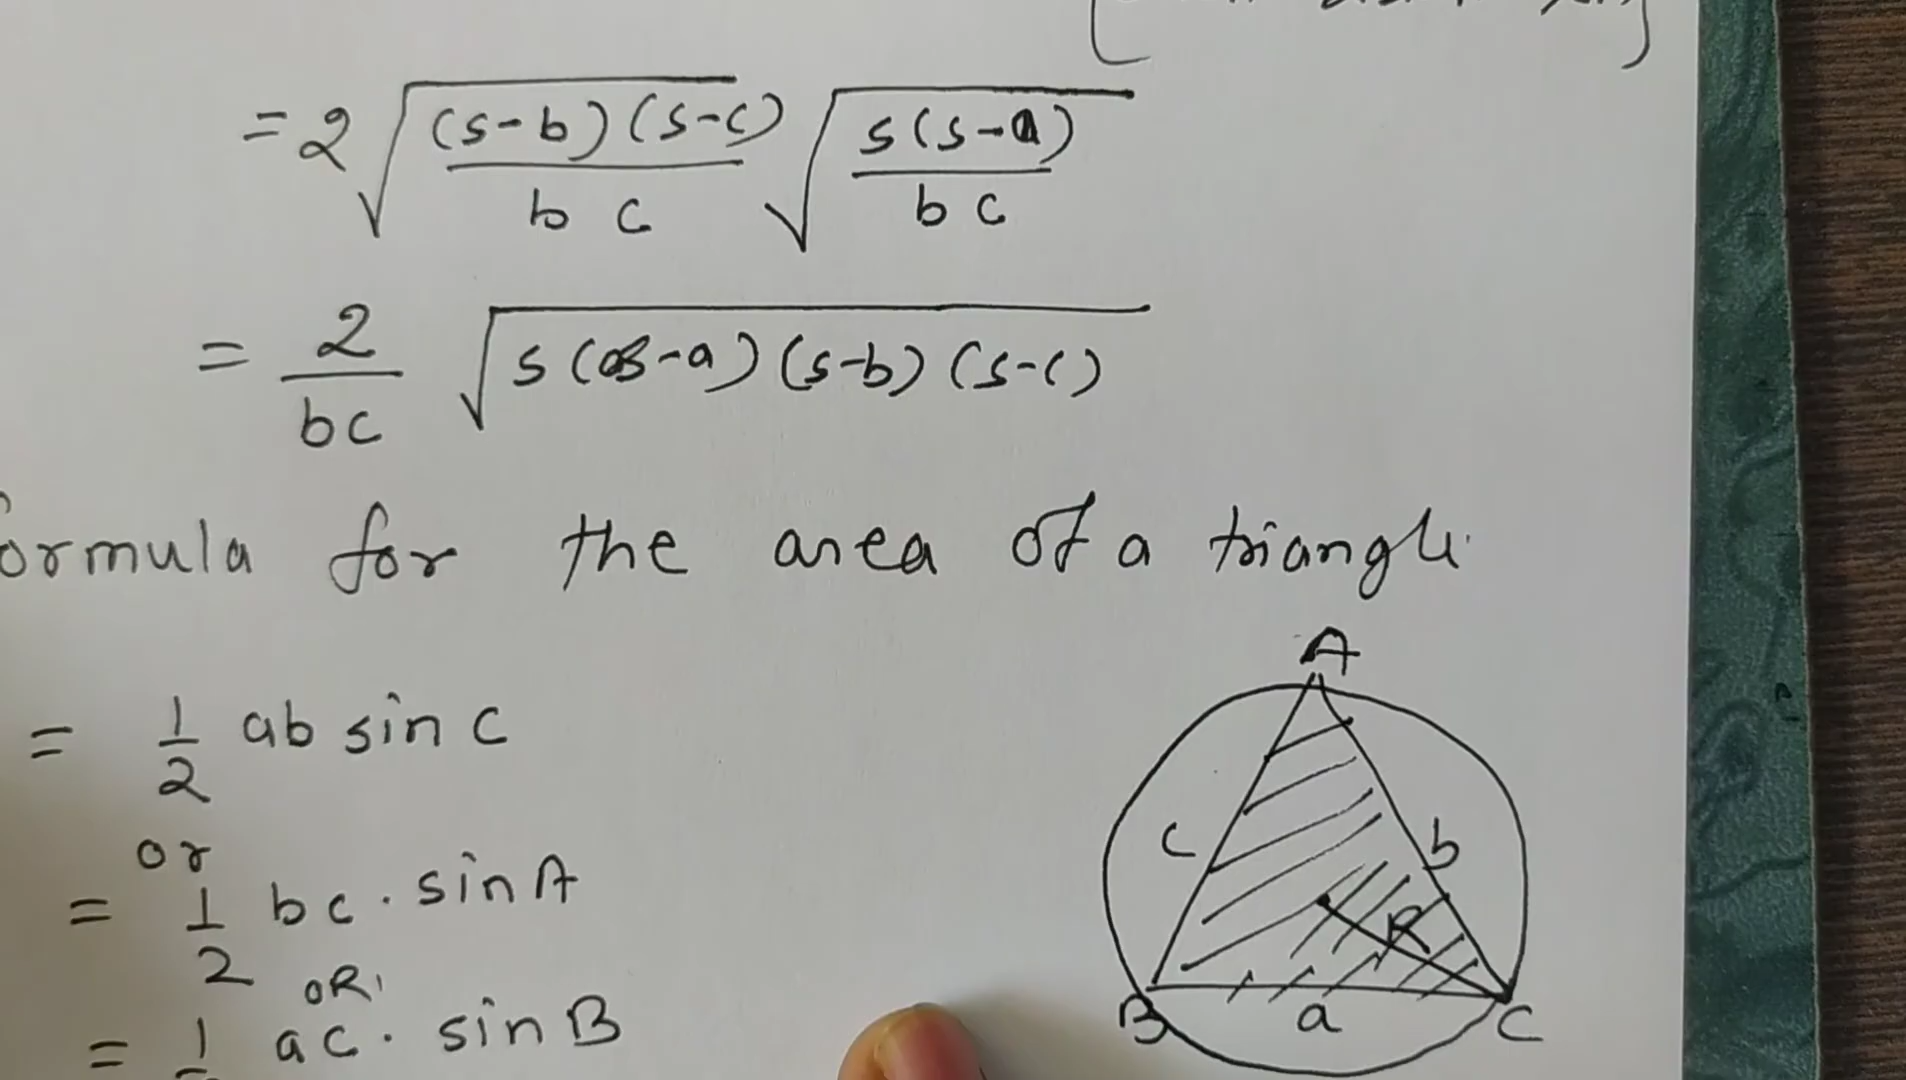 = 2 √((s-b)(s-c)/bc) √(s(s-a)/bc)
= 2/bc √(s(s-a)(s-b)(s-c))
ormula for the area of a triangle.
= 1/2 ab sin C
or
= 1/2 bc . sin A
OR
= 1/ ac . sin B
A
c
b
R
B
a
C